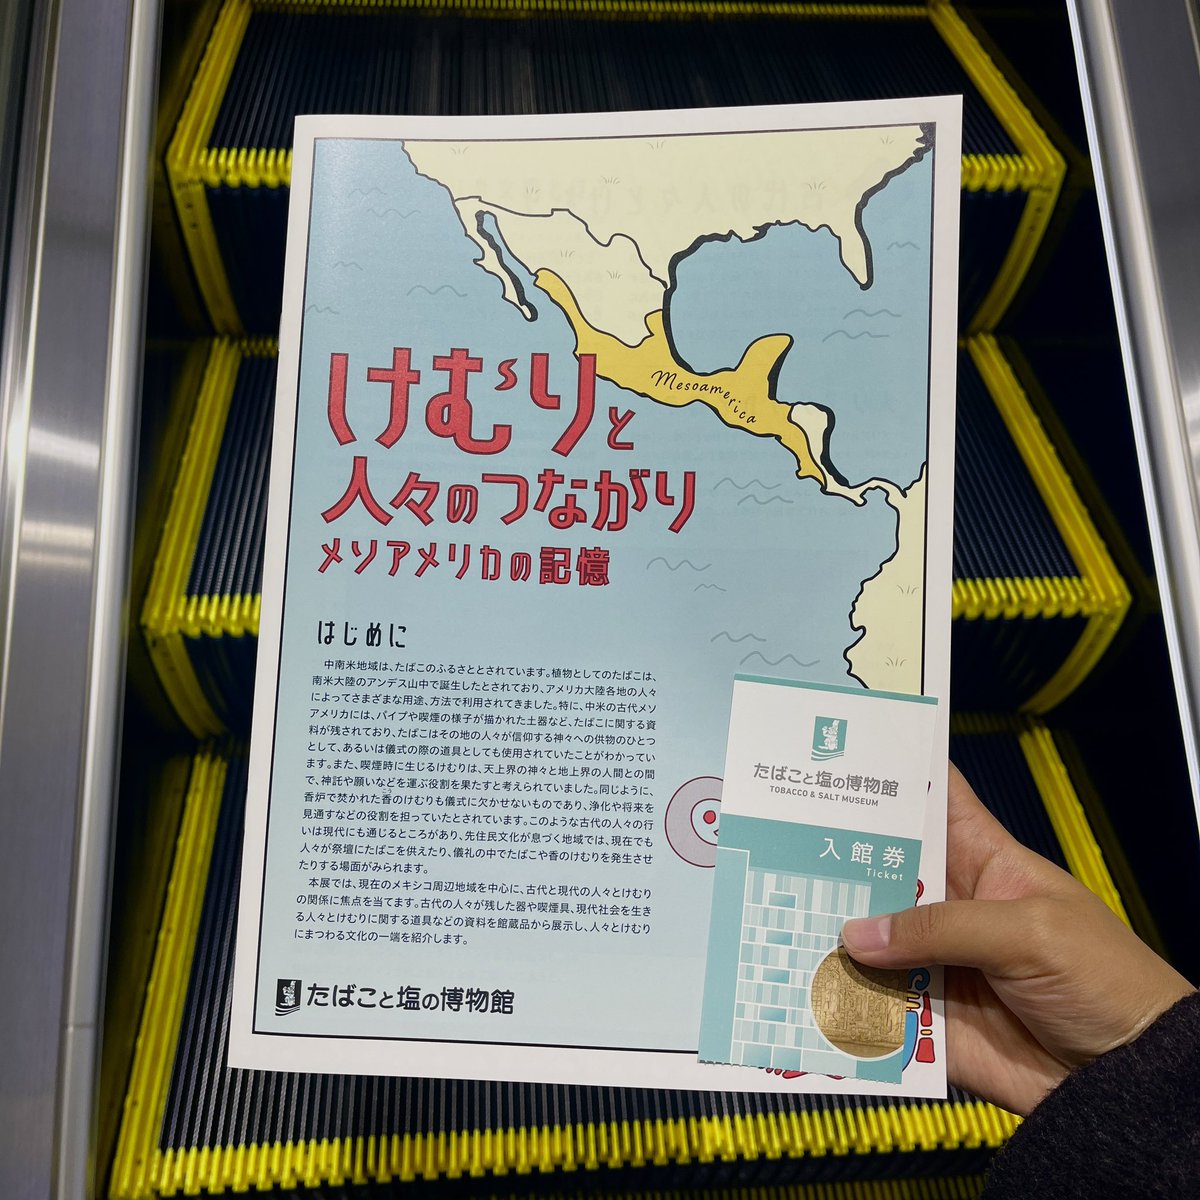 Mesoamerica
けむりと
人々のつながり
メソアメリカの記憶
はじめに
中南米地域は、たばこのふるさととされています。植物としてのたばこは、
南米大陸のアンデス山中で誕生したとされており、アメリカ大陸各地の人々
によってさまざまな用途、方法で利用されてきました。特に、中米の古代メソ
アメリカには、パイプや喫煙の様子が描かれた土器など、たばこに関する資
料が残されており、たばこはその地の人々が信仰する神々への供物のひとつ
として、あるいは儀式の際の道具としても使用されていたことがわかってい
ます。また、喫煙時に生じるけむりは、天上界の神々と地上界の人間との間
で、神託や願いなどを運ぶ役割を果たすと考えられていました。同じように、
香炉で焚かれた香のけむりも儀式に欠かせないものであり、浄化や将来を
見通すなどの役割を担っていたとされています。このような古代の人々の行
いは現代にも通じるところがあり、先住民文化が息づく地域では、現在でも
人々が祭壇にたばこを供えたり、儀礼の中でたばこや香のけむりを発生させ
たりする場面がみられます。
本展では、現在のメキシコ周辺地域を中心に、古代と現代の人々とけむり
の関係に焦点を当てます。古代の人々が残した器や喫煙具、現代社会を生き
る人々とけむりに関する道具などの資料を館蔵品から展示し、人々とけむり
にまつわる文化の一端を紹介します。
たばこと塩の博物館
たばこと塩の博物館
TOBACCO & SALT MUSEUM
入館券
Ticket